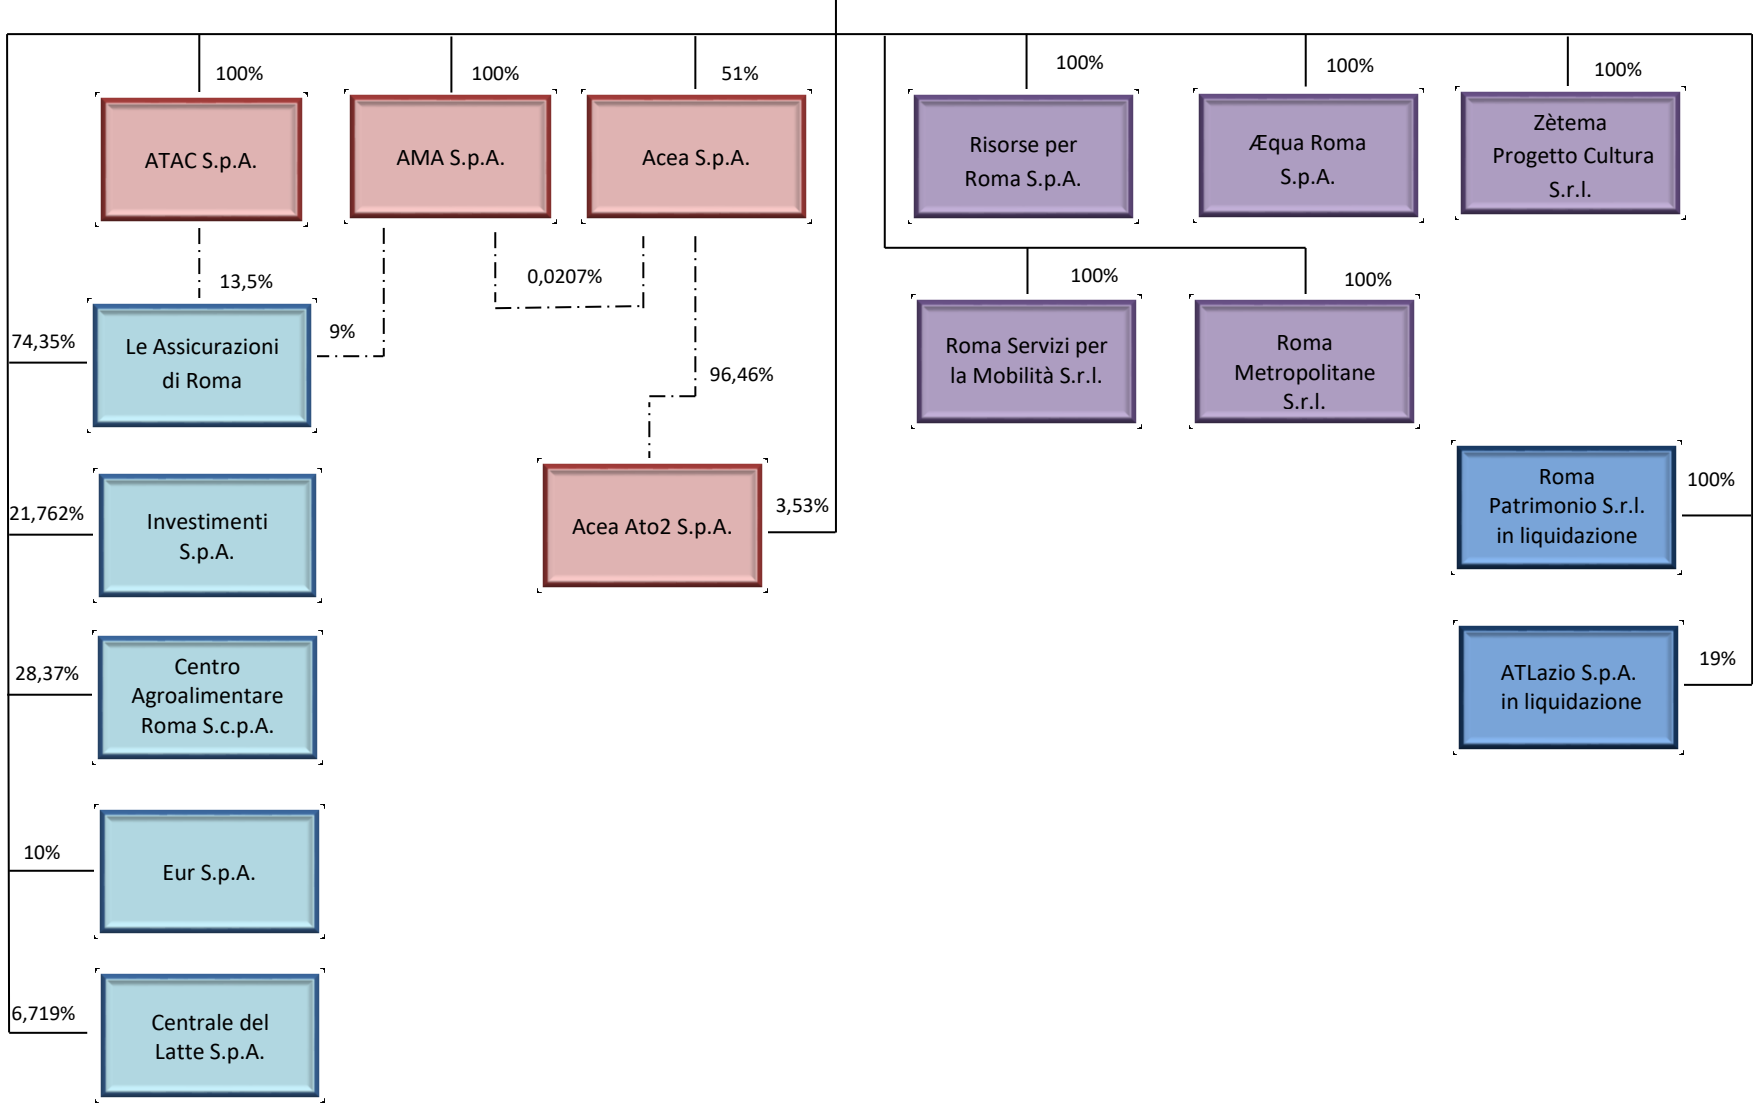 100%
100%
51%
100%
100%
100%
ATAC S.p.A.
AMA S.p.A.
Acea S.p.A.
Risorse per
Roma S.p.A.
Æqua Roma
S.p.A.
Zètema
Progetto Cultura
S.r.l.
13,5%
0,0207%
100%
100%
74,35%
Le Assicurazioni
di Roma
9%
96,46%
Roma Servizi per
la Mobilità S.r.l.
Roma
Metropolitane
S.r.l.
21,762%
Investimenti
S.p.A.
Acea Ato2 S.p.A.
3,53%
Roma
Patrimonio S.r.l.
in liquidazione
100%
28,37%
Centro
Agroalimentare
Roma S.c.p.A.
ATLazio S.p.A.
in liquidazione
19%
10%
Eur S.p.A.
6,719%
Centrale del
Latte S.p.A.